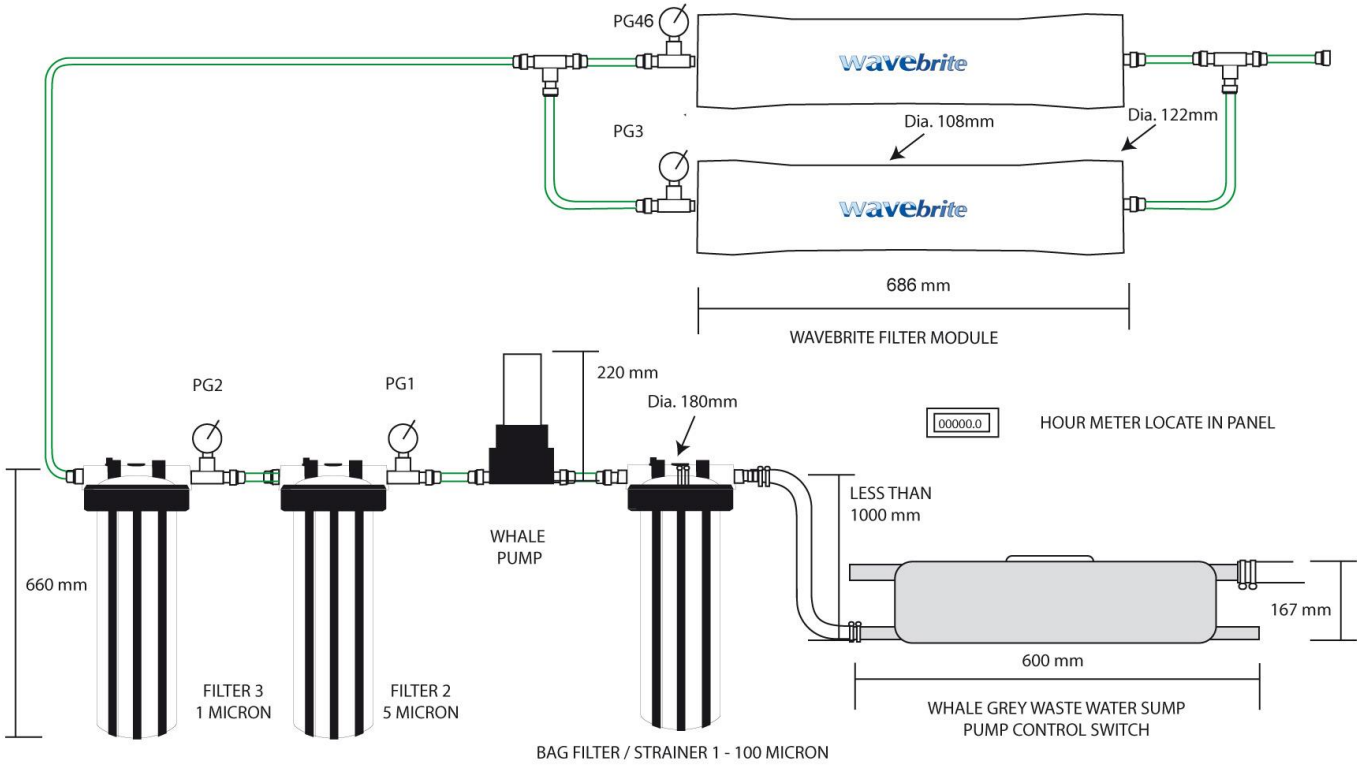 PG46
wavebrite
PG3
Dia. 108mm
Dia. 122mm
wavebrite
686 mm
WAVEBRITE FILTER MODULE
PG2
PG1
220 mm
Dia. 180mm
00000.0
HOUR METER LOCATE IN PANEL
LESS THAN
1000 mm
WHALE
PUMP
660 mm
167 mm
600 mm
FILTER 3
1 MICRON
FILTER 2
5 MICRON
WHALE GREY WASTE WATER SUMP
PUMP CONTROL SWITCH
BAG FILTER / STRAINER 1 - 100 MICRON